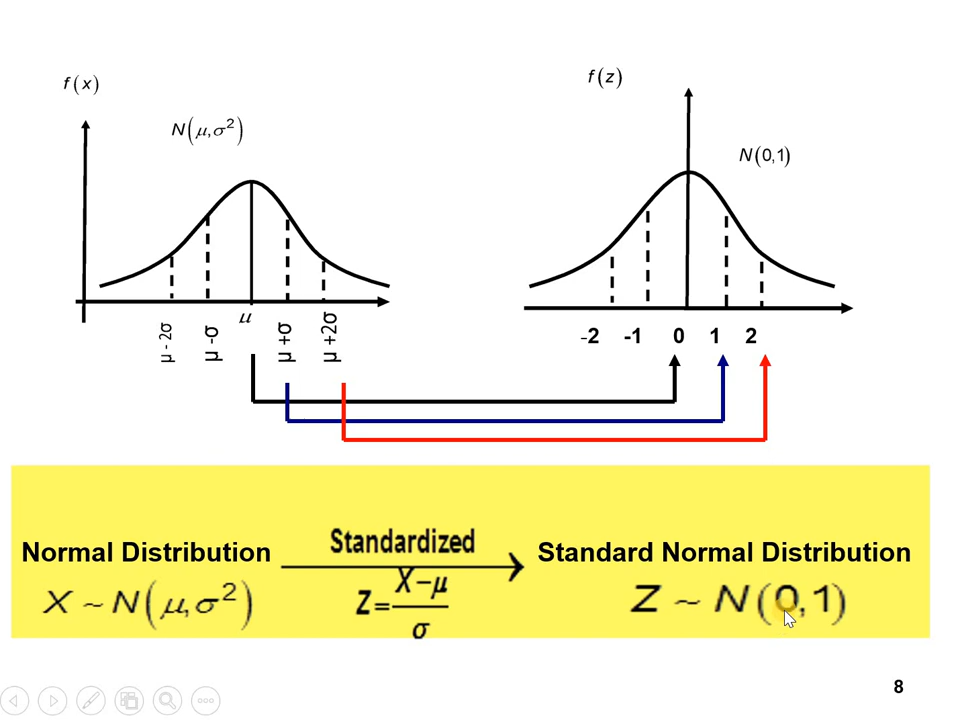 f(x)
f(z)
N(μ,σ²)
N(0,1)
μ - 2σ
μ -σ
μ
μ +σ
μ +2σ
-2 -1 0 1 2
Normal Distribution
Standardized
Standard Normal Distribution
X ~ N(μ,σ²)
Z=(X-μ)/σ
Z ~ N(0,1)
8